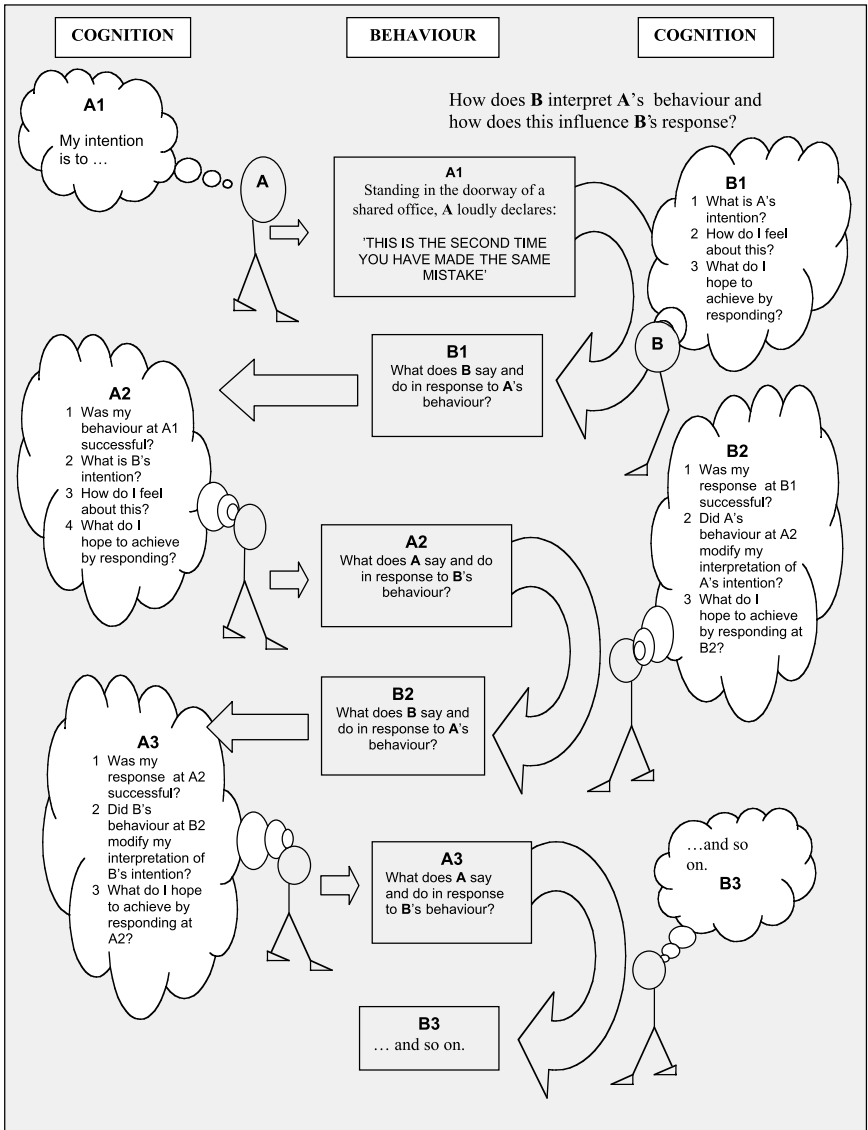 COGNITION
BEHAVIOUR
COGNITION
How does B interpret A's behaviour and
how does this influence B's response?
A1
My intention
is to …
A
A1
Standing in the doorway of a
shared office, A loudly declares:
'THIS IS THE SECOND TIME
YOU HAVE MADE THE SAME
MISTAKE'
B1
1 What is A's
intention?
2 How do I feel
about this?
3 What do I
hope to
achieve by
responding?
B
B1
What does B say and
do in response to A's
behaviour?
A2
1 Was my
behaviour at A1
successful?
2 What is B's
intention?
3 How do I feel
about this?
4 What do I
hope to achieve
by responding?
A2
What does A say and do
in response to B's
behaviour?
B2
1 Was my
response at B1
successful?
2 Did A's
behaviour at A2
modify my
interpretation of
A's intention?
3 What do I
hope to achieve
by responding at
B2?
B2
What does B say and
do in response to A's
behaviour?
A3
1 Was my
response at A2
successful?
2 Did B's
behaviour at B2
modify my
interpretation of
B's intention?
3 What do I hope
to achieve by
responding at
A2?
A3
What does A say
and do in response
to B's behaviour?
…and so
on.
B3
B3
… and so on.